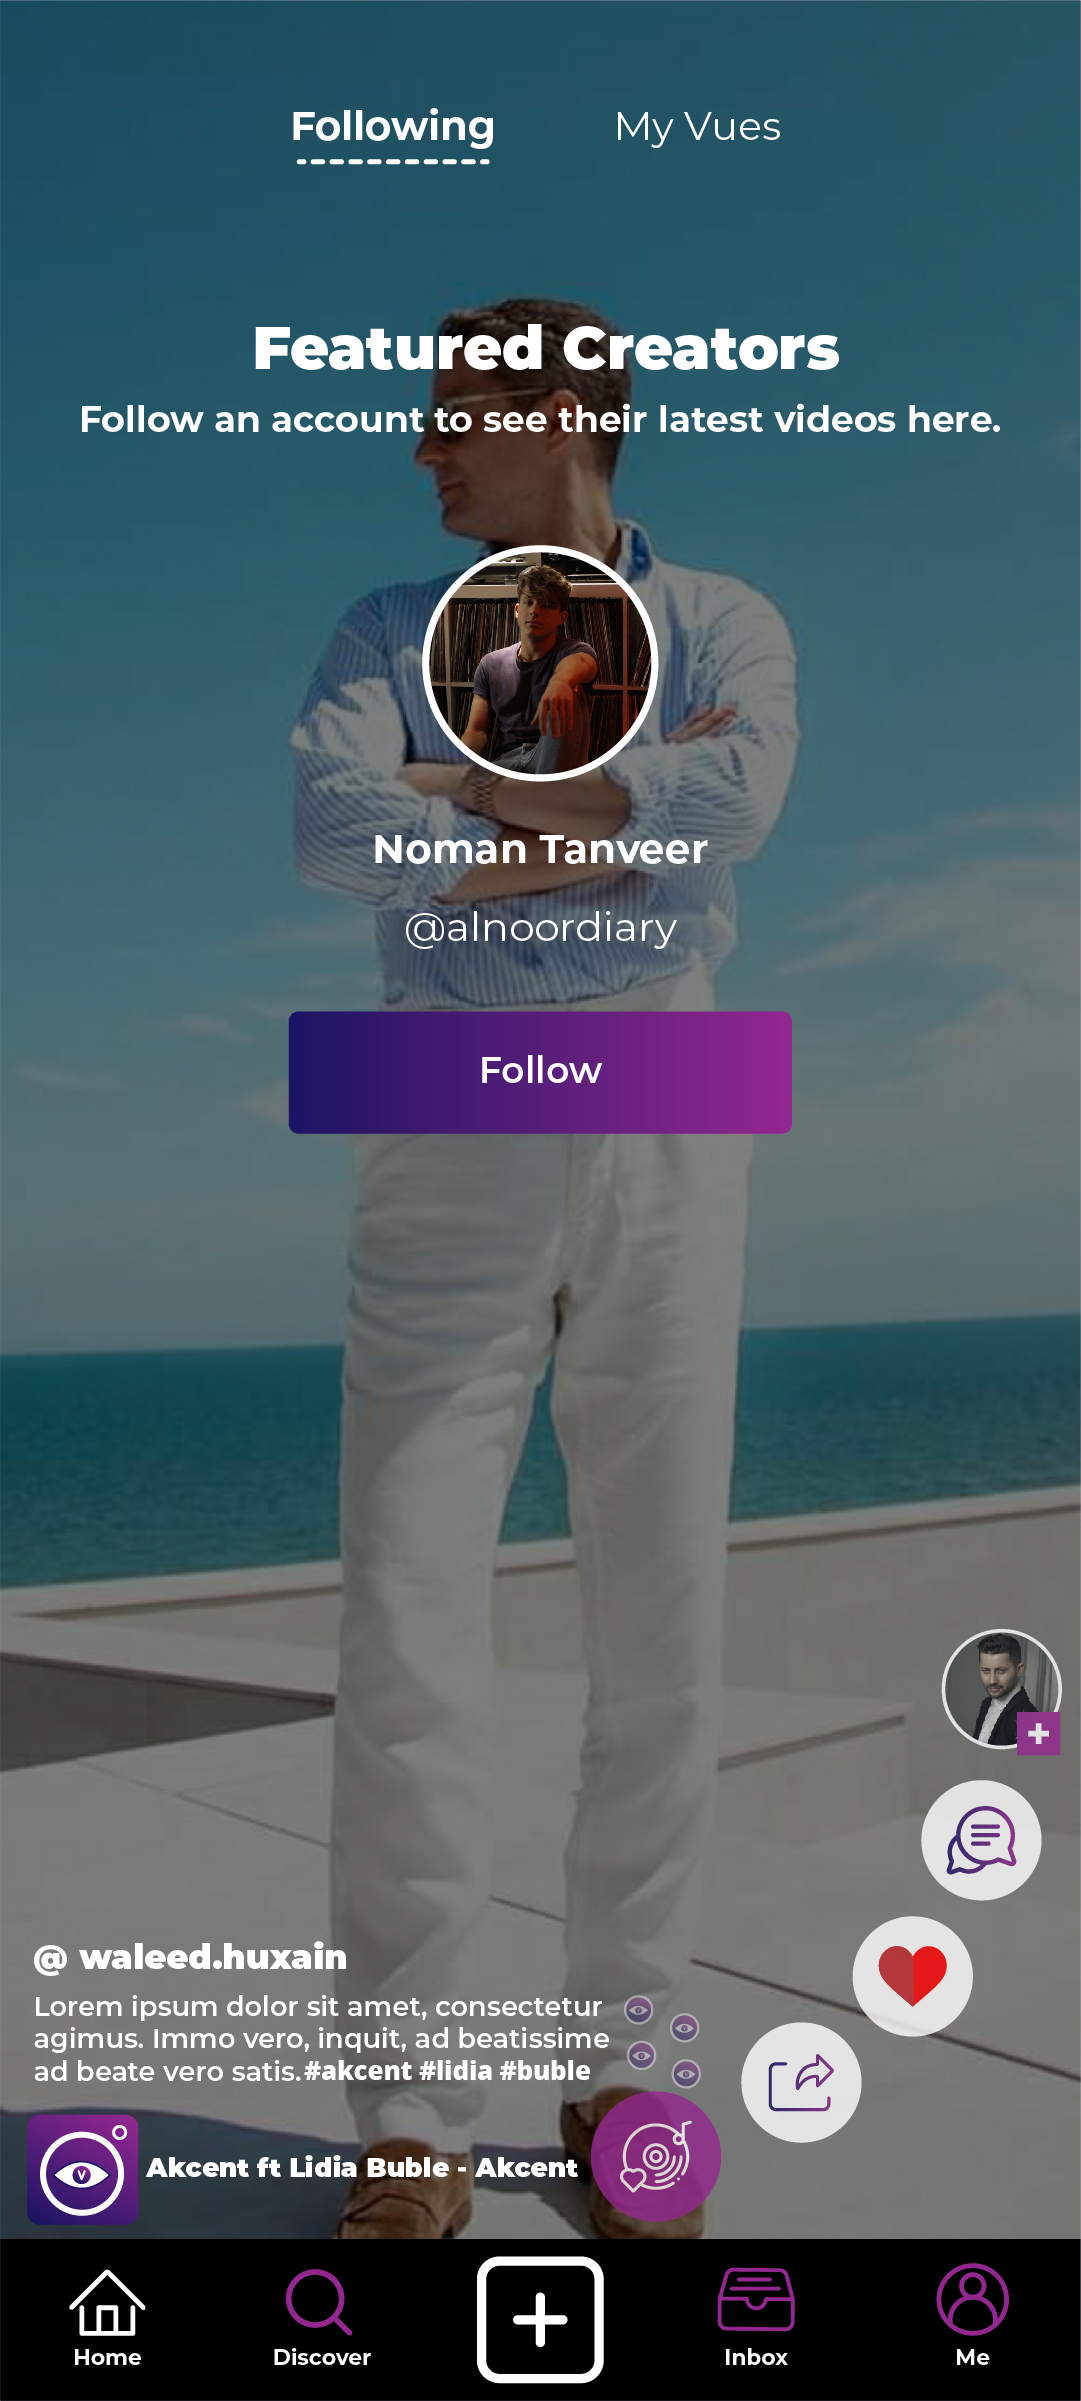 Following
My Vues
Featured Creators
Follow an account to see their latest videos here.
Noman Tanveer
@alnoordiary
Follow
@ waleed.huxain
Lorem ipsum dolor sit amet, consectetur
agimus. Immo vero, inquit, ad beatissime
ad beate vero satis.#akcent #lidia #buble
V
Akcent ft Lidia Buble - Akcent
Home
Discover
Inbox
Me